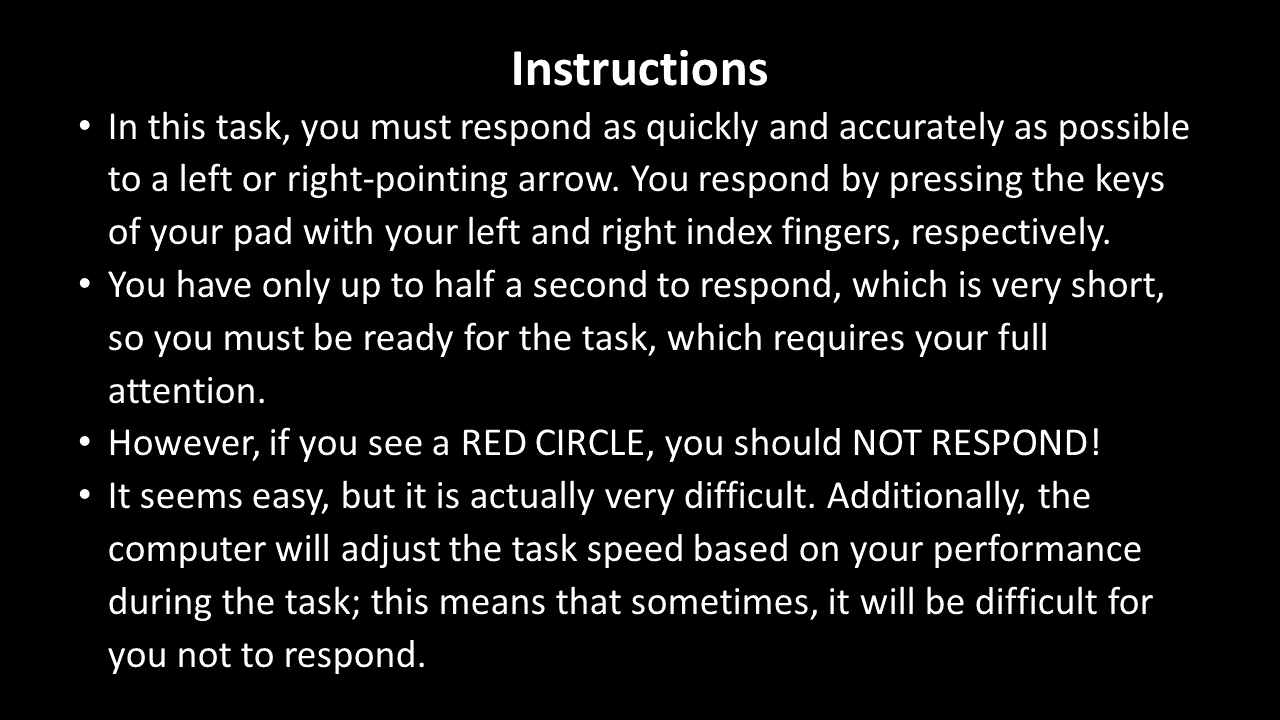 Instructions
• In this task, you must respond as quickly and accurately as possible
to a left or right-pointing arrow. You respond by pressing the keys
of your pad with your left and right index fingers, respectively.
• You have only up to half a second to respond, which is very short,
so you must be ready for the task, which requires your full
attention.
• However, if you see a RED CIRCLE, you should NOT RESPOND!
• It seems easy, but it is actually very difficult. Additionally, the
computer will adjust the task speed based on your performance
during the task; this means that sometimes, it will be difficult for
you not to respond.